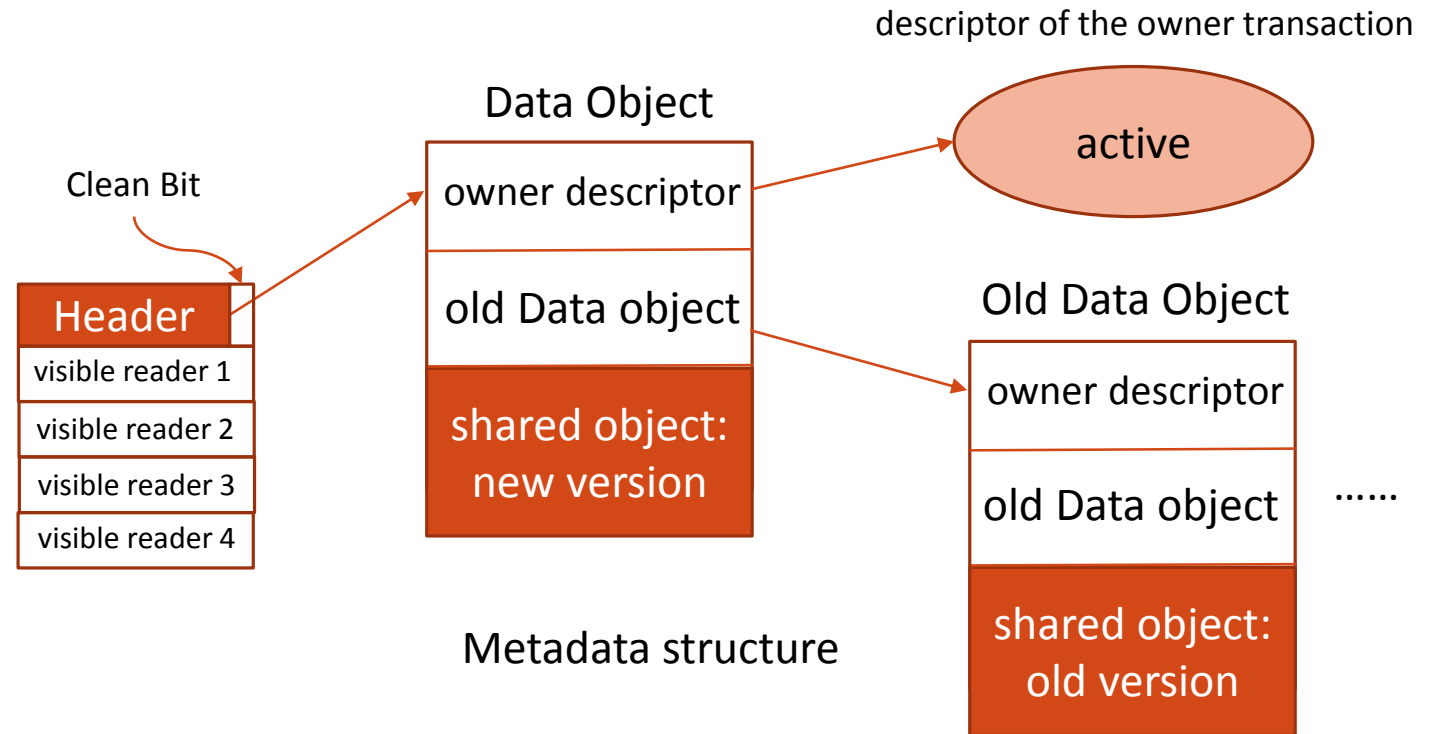 descriptor of the owner transaction
active
Data Object
owner descriptor
old Data object
shared object:
new version
Clean Bit
Header
visible reader 1
visible reader 2
visible reader 3
visible reader 4
Old Data Object
owner descriptor
old Data object
shared object:
old version
......
Metadata structure